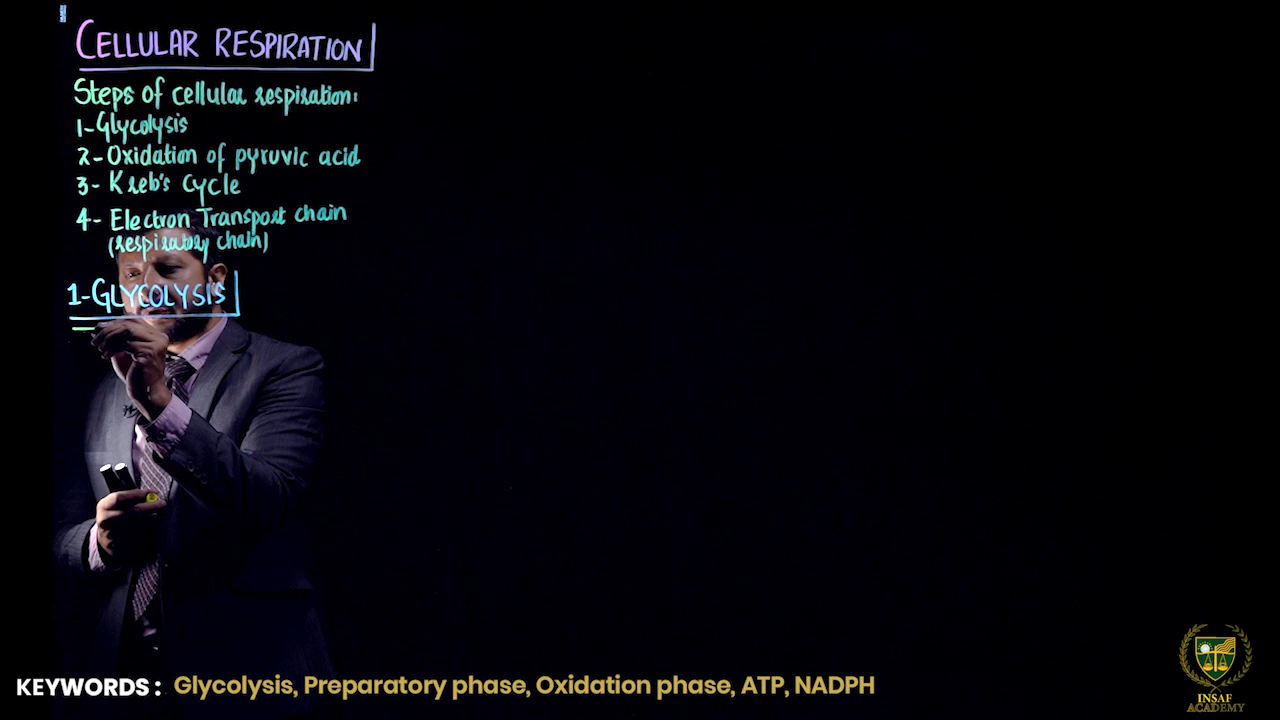 CELLULAR RESPIRATION
Steps of cellular respiration:
1-Glycolysis
2-Oxidation of pyruvic acid
3- Kreb's Cycle
4- Electron Transport chain
(respiratory chain)
1-GLYCOLYSIS
KEYWORDS : Glycolysis, Preparatory phase, Oxidation phase, ATP, NADPH
INSAF
ACADEMY